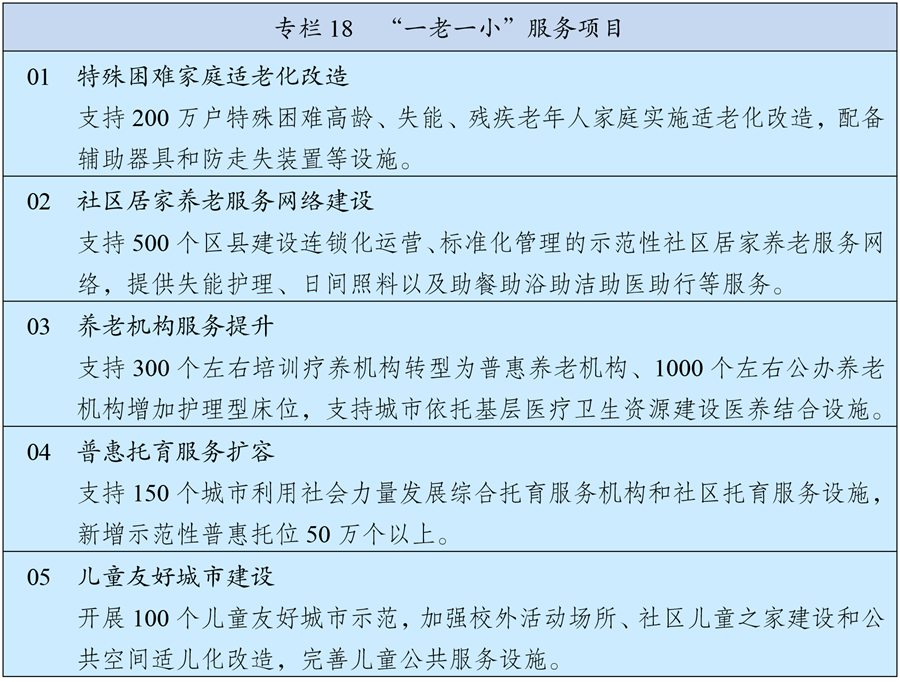 专栏18 “一老一小”服务项目
01 特殊困难家庭适老化改造
支持 200 万户特殊困难高龄、失能、残疾老年人家庭实施适老化改造，配备
辅助器具和防走失装置等设施。
02 社区居家养老服务网络建设
支持 500 个区县建设连锁化运营、标准化管理的示范性社区居家养老服务网
络，提供失能护理、日间照料以及助餐助浴助洁助医助行等服务。
03 养老机构服务提升
支持 300 个左右培训疗养机构转型为普惠养老机构、1000 个左右公办养老
机构增加护理型床位，支持城市依托基层医疗卫生资源建设医养结合设施。
04 普惠托育服务扩容
支持 150 个城市利用社会力量发展综合托育服务机构和社区托育服务设施，
新增示范性普惠托位 50 万个以上。
05 儿童友好城市建设
开展 100 个儿童友好城市示范，加强校外活动场所、社区儿童之家建设和公
共空间适儿化改造，完善儿童公共服务设施。